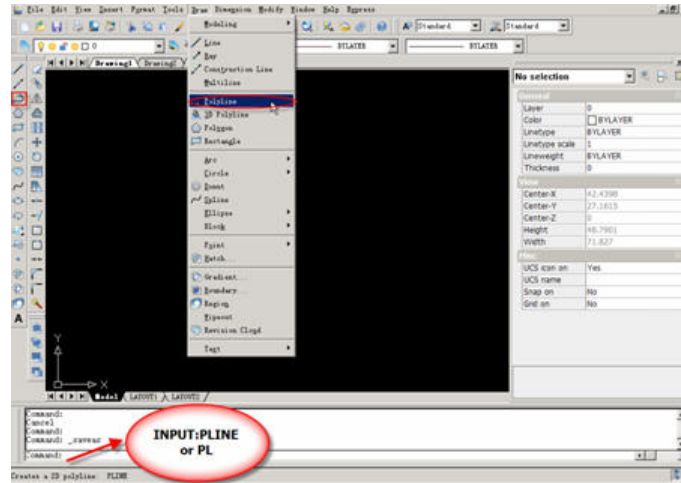 File Edit View Insert Format Tools Draw Dimension Modify Window Help Express
Standard Standard
0 BYLAYER BYLAYER
Drawing1 Drawing2
Modeling
Line
Ray
Construction Line
Multiline
Polyline
3D Polyline
Polygon
Rectangle
Arc
Circle
Donut
Spline
Ellipse
Block
Point
Hatch...
Gradient...
Boundary...
Region
Wipeout
Revision Cloud
Text
No selection
General
Layer 0
Color BYLAYER
Linetype BYLAYER
Linetype scale 1
Lineweight BYLAYER
Thickness 0
View
Center-X 42.4398
Center-Y 27.1615
Center-Z 0
Height 48.7901
Width 71.827
Misc
UCS icon on Yes
UCS name
Snap on No
Grid on No
A
Y
X
Model LAYOUT1 LAYOUT2
Command:
Cancel
Command:
Command: _rsvear
Command:
INPUT:PLINE
or PL
Creates a 2D polyline: PLINE